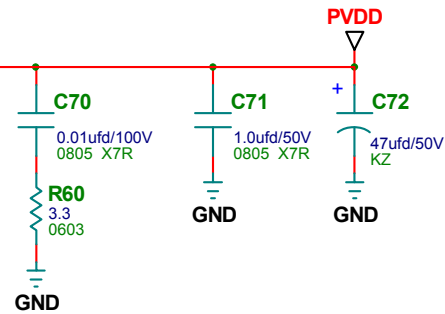 PVDD
C70
0.01ufd/100V
0805 X7R
C71
1.0ufd/50V
0805 X7R
+
C72
47ufd/50V
KZ
R60
3.3
0603
GND
GND
GND